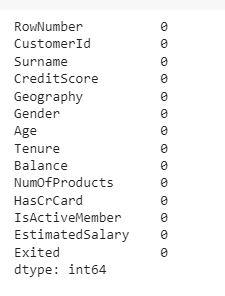 RowNumber 0
CustomerId 0
Surname 0
CreditScore 0
Geography 0
Gender 0
Age 0
Tenure 0
Balance 0
NumOfProducts 0
HasCrCard 0
IsActiveMember 0
EstimatedSalary 0
Exited 0
dtype: int64